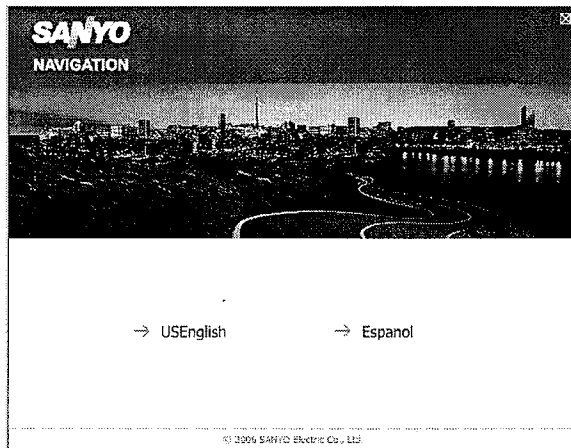 SANYO
NAVIGATION
→ USEnglish → Espanol
© 2006 SANYO Electric Co., Ltd.